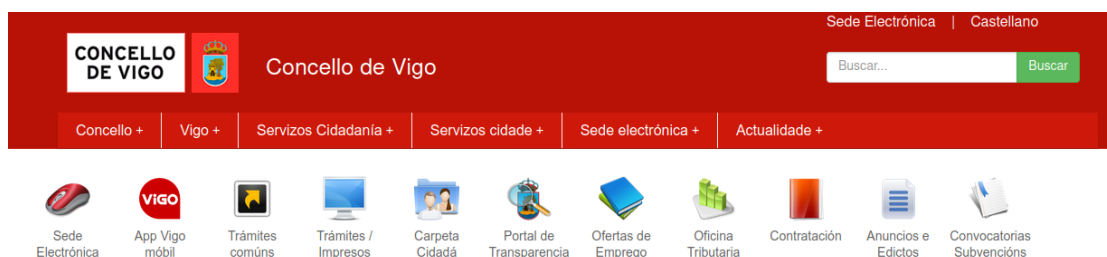 Sede Electrónica | Castellano
CONCELLO
DE VIGO
Concello de Vigo
Buscar...
Buscar
Concello +
Vigo +
Servizos Cidadanía +
Servizos cidade +
Sede electrónica +
Actualidade +
VIGO
Sede
Electrónica
App Vigo
móbil
Trámites
comúns
Trámites /
Impresos
Carpeta
Cidadá
Portal de
Transparencia
Ofertas de
Emprego
Oficina
Tributaria
Contratación
Anuncios e
Edictos
Convocatorias
Subvencións